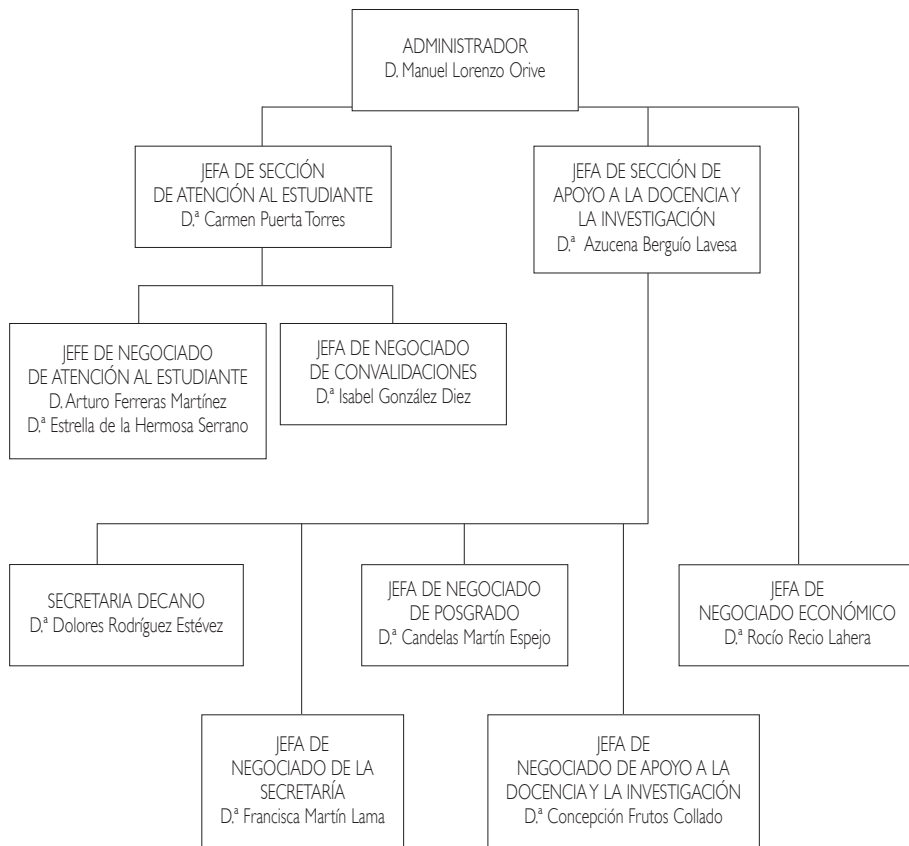 ADMINISTRADOR
D. Manuel Lorenzo Orive
JEFA DE SECCIÓN
DE ATENCIÓN AL ESTUDIANTE
D.ª Carmen Puerta Torres
JEFA DE SECCIÓN DE
APOYO A LA DOCENCIA Y
LA INVESTIGACIÓN
D.ª Azucena Berguío Lavesa
JEFE DE NEGOCIADO
DE ATENCIÓN AL ESTUDIANTE
D. Arturo Ferreras Martínez
D.ª Estrella de la Hermosa Serrano
JEFA DE NEGOCIADO
DE CONVALIDACIONES
D.ª Isabel González Diez
SECRETARIA DECANO
D.ª Dolores Rodríguez Estévez
JEFA DE NEGOCIADO
DE POSGRADO
D.ª Candelas Martín Espejo
JEFA DE
NEGOCIADO ECONÓMICO
D.ª Rocío Recio Lahera
JEFA DE
NEGOCIADO DE LA
SECRETARÍA
D.ª Francisca Martín Lama
JEFA DE
NEGOCIADO DE APOYO A LA
DOCENCIA Y LA INVESTIGACIÓN
D.ª Concepción Frutos Collado